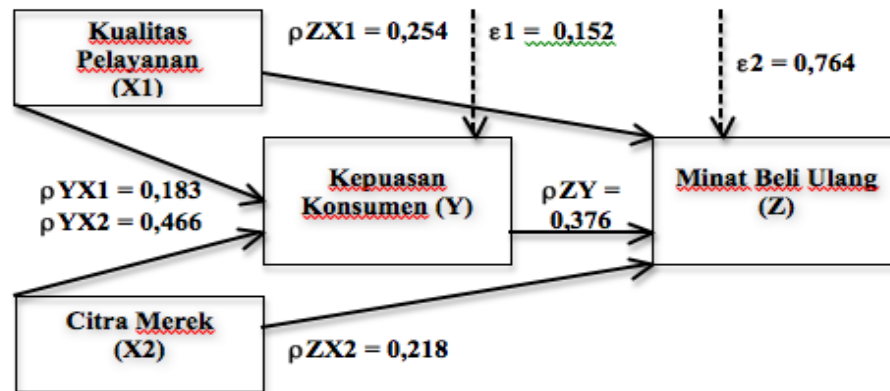 Kualitas
Pelayanan
(X1)
ρZX1 = 0,254
ε1 = 0,152
ε2 = 0,764
ρYX1 = 0,183
ρYX2 = 0,466
Kepuasan
Konsumen (Y)
ρZY =
0,376
Minat Beli Ulang
(Z)
Citra Merek
(X2)
ρZX2 = 0,218